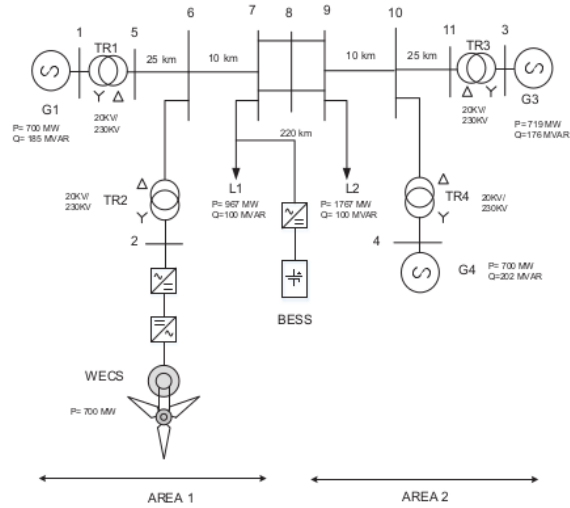 6
7
8
9
10
1
TR1
5
25 km
10 km
10 km
25 km
11
TR3
3
G1
P= 700 MW
Q= 185 MVAR
20KV/
230KV
20KV/
230KV
G3
P=719 MW
Q=176 MVAR
220 km
20KV/
230KV
TR2
L1
P= 967 MW
Q=100 MVAR
L2
P= 1767 MW
Q= 100 MVAR
TR4
20KV/
230KV
2
4
G4
P= 700 MW
Q=202 MVAR
BESS
WECS
P= 700 MW
AREA 1
AREA 2